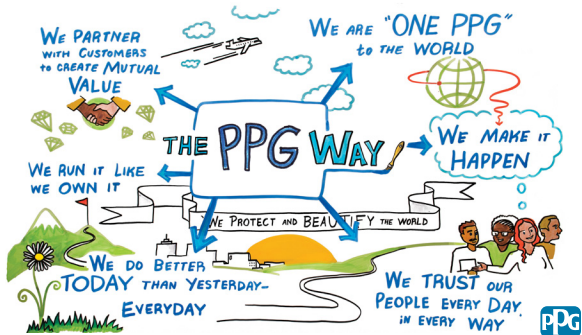 WE PARTNER
WITH CUSTOMERS
TO CREATE MUTUAL
VALUE
WE ARE "ONE PPG"
to the WORLD
THE PPG WAY
WE MAKE IT
HAPPEN
WE RUN IT LIKE
WE OWN IT
WE PROTECT AND BEAUTIFY THE WORLD
WE DO BETTER
TODAY THAN YESTERDAY–
EVERYDAY
WE TRUST OUR
PEOPLE EVERY DAY,
IN EVERY WAY
PPG